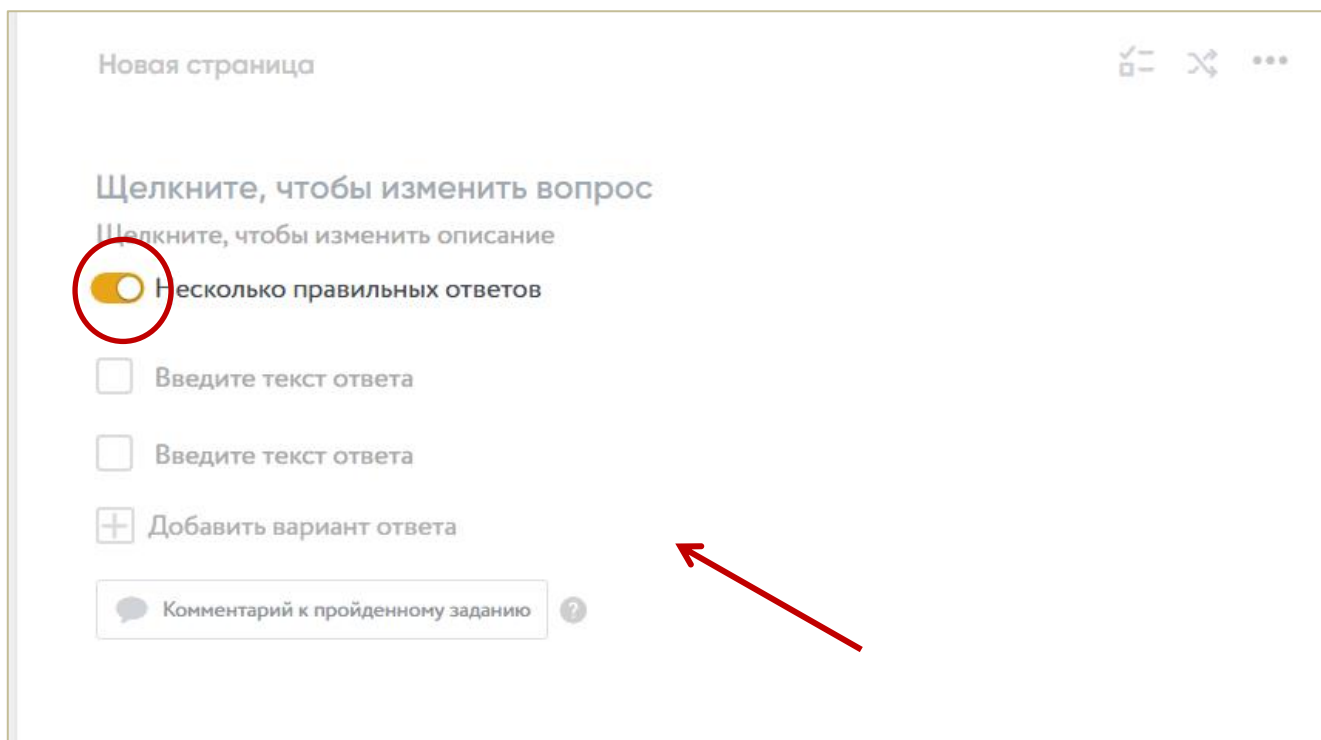 Новая страница
Щелкните, чтобы изменить вопрос
Щелкните, чтобы изменить описание
Несколько правильных ответов
Введите текст ответа
Введите текст ответа
Добавить вариант ответа
Комментарий к пройденному заданию ?